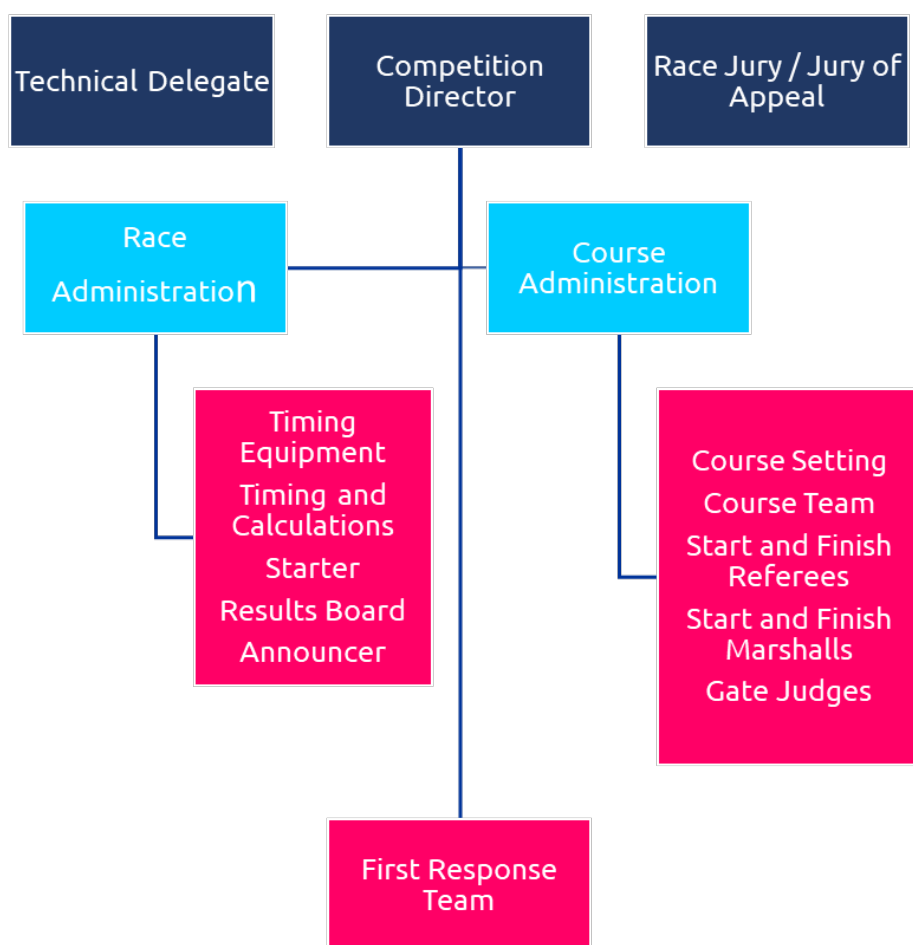 Technical Delegate
Competition
Director
Race Jury / Jury of
Appeal
Race
Administration
Course
Administration
Timing
Equipment
Timing and
Calculations
Starter
Results Board
Announcer
Course Setting
Course Team
Start and Finish
Referees
Start and Finish
Marshalls
Gate Judges
First Response
Team